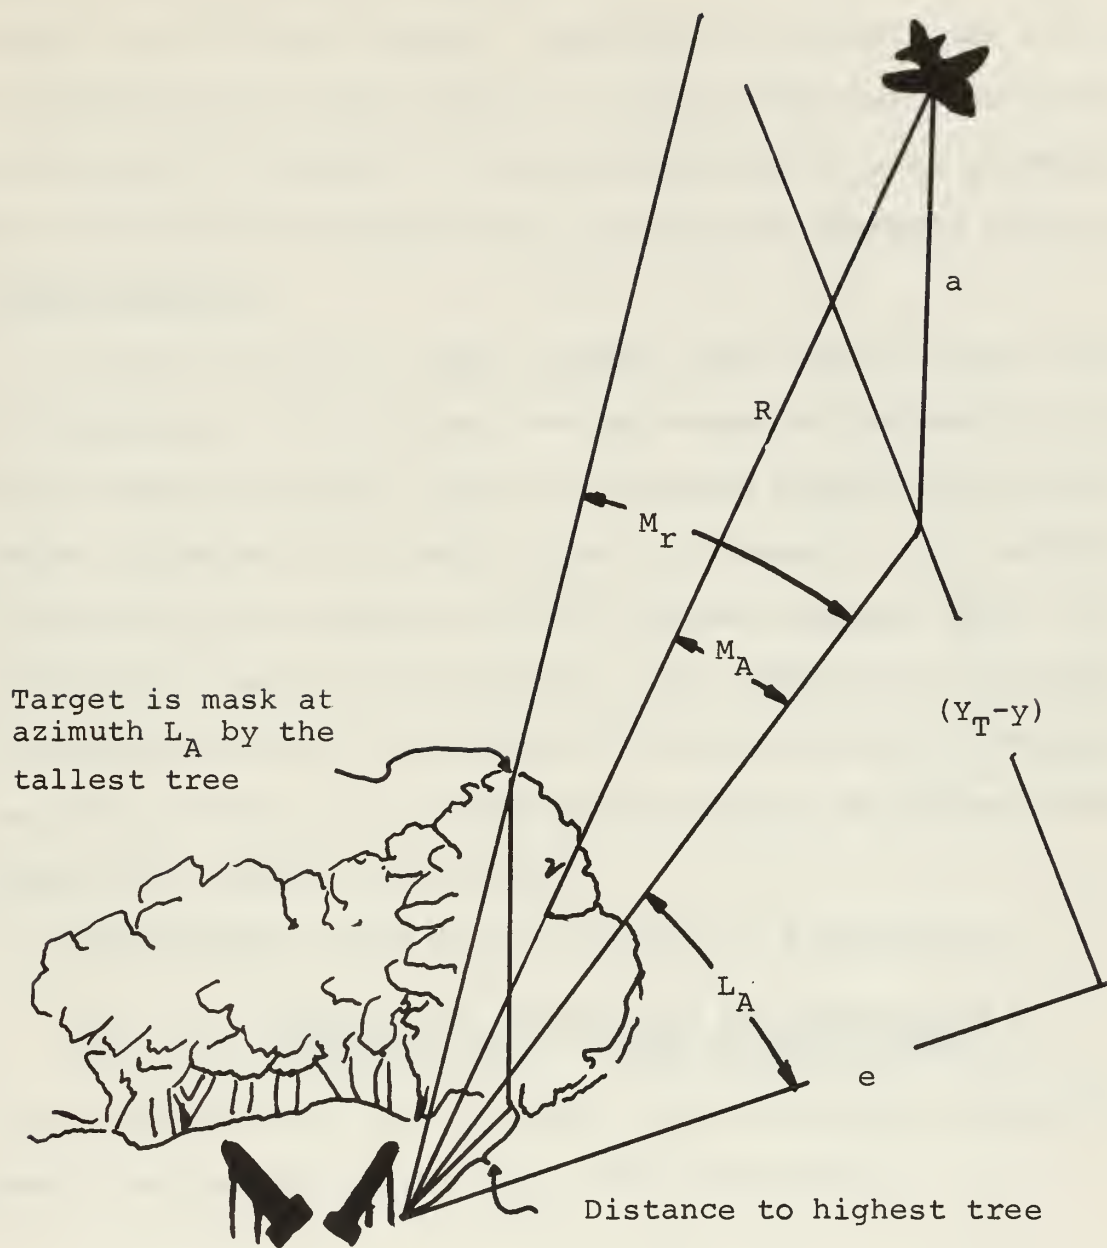 a
R
M_r
M_A
Target is mask at
azimuth L_A by the
tallest tree
(Y_T-y)
L_A
e
Distance to highest tree